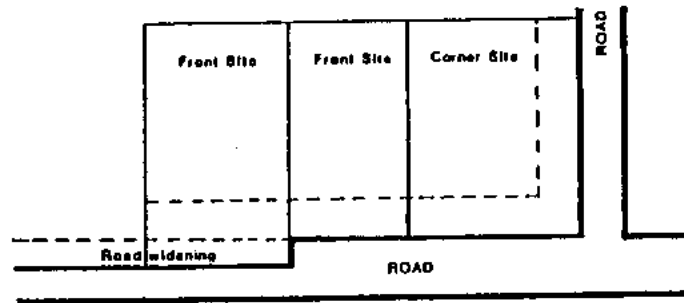 ROAD
Front Site
Front Site
Corner Site
Road widening
ROAD